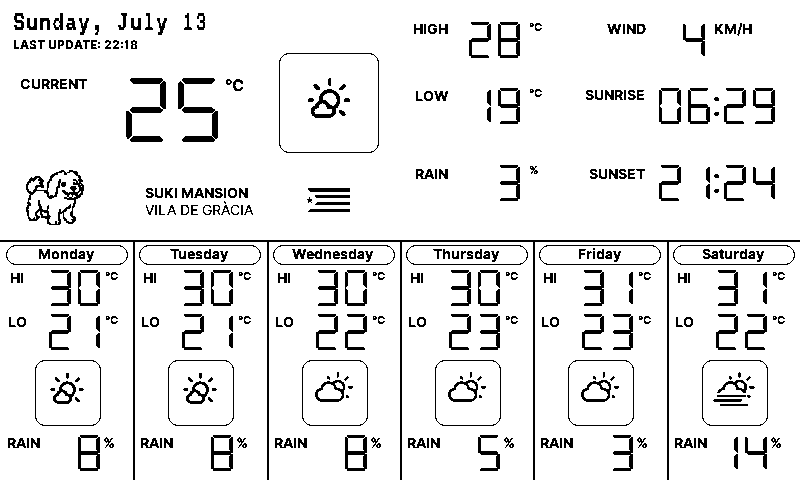 Sunday, July 13
LAST UPDATE: 22:18
CURRENT 25 °C
HIGH 28 °C
WIND 4 KM/H
LOW 19 °C
SUNRISE 06:29
RAIN 3 %
SUNSET 21:24
SUKI MANSION
VILA DE GRÀCIA
Monday
HI 30 °C
LO 21 °C
RAIN 8 %
Tuesday
HI 30 °C
LO 21 °C
RAIN 8 %
Wednesday
HI 30 °C
LO 22 °C
RAIN 8 %
Thursday
HI 30 °C
LO 23 °C
RAIN 5 %
Friday
HI 31 °C
LO 23 °C
RAIN 3 %
Saturday
HI 31 °C
LO 22 °C
RAIN 14 %